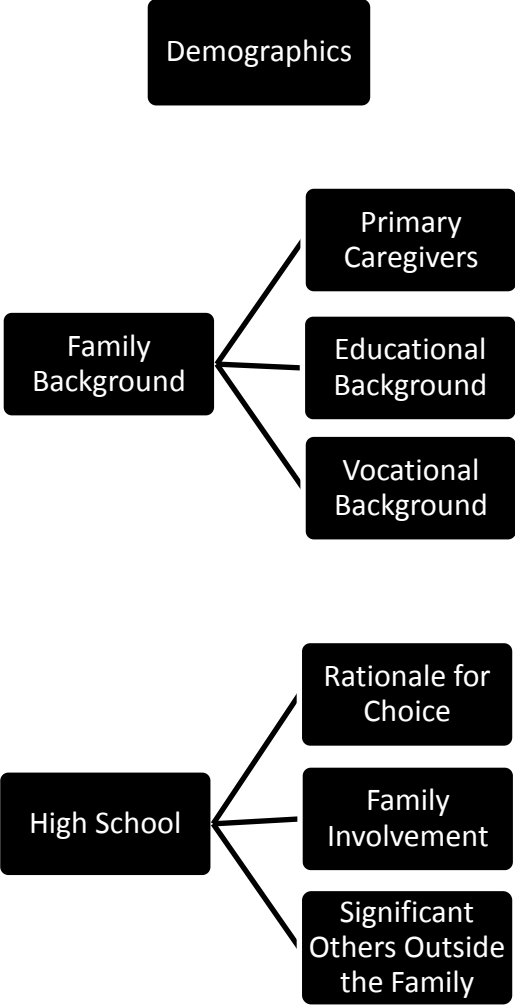 Demographics
Primary
Caregivers
Family
Background
Educational
Background
Vocational
Background
Rationale for
Choice
High School
Family
Involvement
Significant
Others Outside
the Family